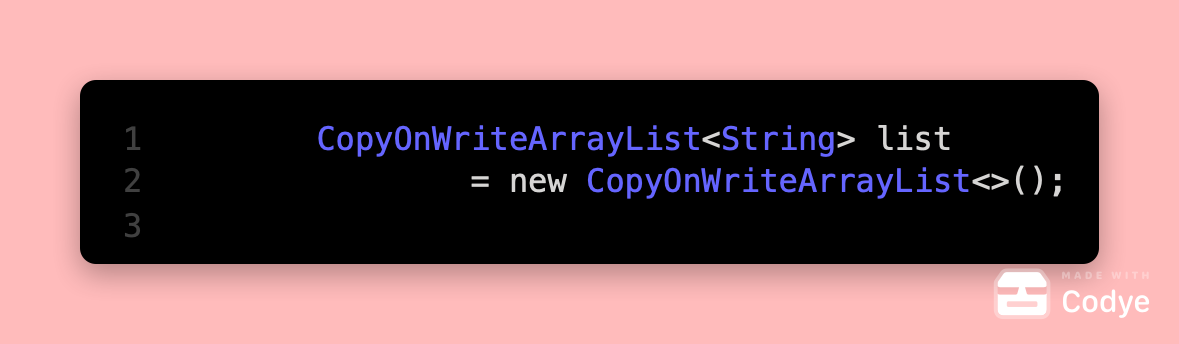 1 CopyOnWriteArrayList<String> list
2 = new CopyOnWriteArrayList<>();
3
MADE WITH
Codye